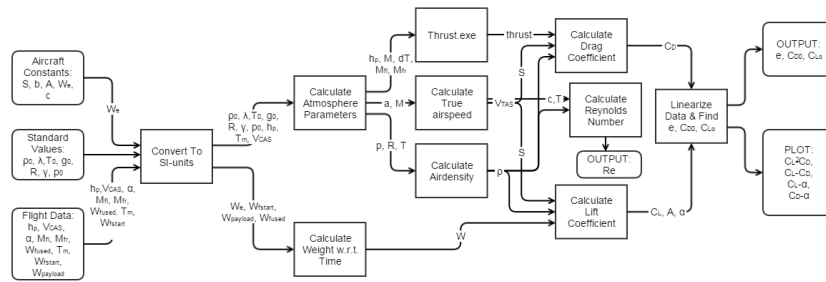 Aircraft
Constants:
S, b, A, We,
c
Standard
Values:
ρ0, λ,T0, g0,
R, γ, p0
Flight Data:
hp, VCAS,
α, Mfl, Mfr,
Wfused, Tm,
Wfstart,
Wpayload
We
hp,VCAS, α,
Mfl, Mfr,
Wfused, Tm,
Wfstart
Convert To
SI-units
ρ0, λ,T0, g0,
R, γ, p0, hp,
Tm, VCAS
We, Wfstart,
Wpayload, Wfused
Calculate
Atmosphere
Parameters
Calculate
Weight w.r.t.
Time
hp, M, dT,
Mfl, Mfr
a, M
p, R, T
W
Thrust.exe
Calculate
True
airspeed
Calculate
Airdensity
thrust
S
VTAS
c,T
S
ρ
Calculate
Drag
Coefficient
Calculate
Reynolds
Number
OUTPUT:
Re
Calculate
Lift
Coefficient
CD
CL, A, α
Linearize
Data & Find
e, CD0, CLα
OUTPUT:
e, CD0, CLα
PLOT:
CL²CD,
CL-CD,
CL-α,
CD-α